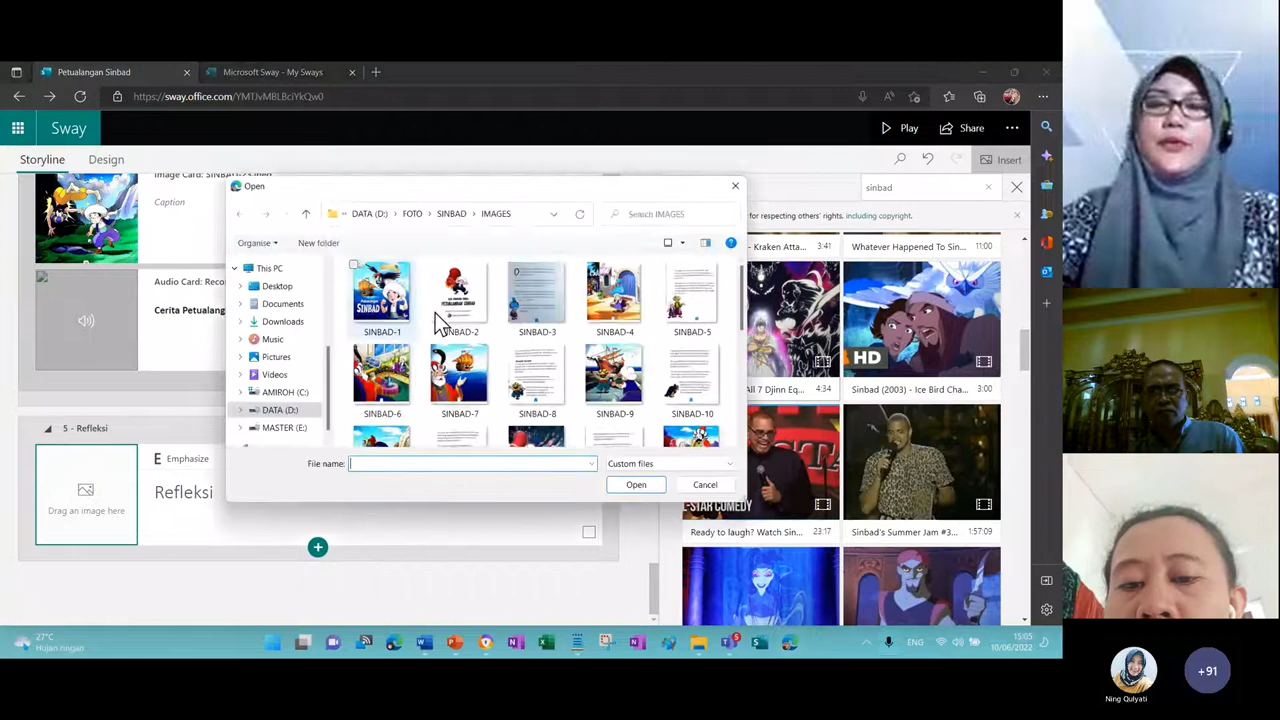 Petualangan Sinbad
Microsoft Sway - My Sways
https://sway.office.com/YMTJvMBLBciYkQw0
Sway
Play
Share
Storyline
Design
Insert
Image Card: SINBAD-23.jpeg
Caption
Audio Card: Reco
Cerita Petualang
5 - Refleksi
Emphasize
Refleksi
Drag an image here
Open
DATA (D:)
FOTO
SINBAD
IMAGES
Search IMAGES
Organise
New folder
This PC
Desktop
Documents
Downloads
Music
Pictures
Videos
AMIROH (C:)
DATA (D:)
MASTER (E:)
SINBAD
SINBAD-1
SINBAD-2
SINBAD-3
SINBAD-4
SINBAD-5
SINBAD-6
SINBAD-7
SINBAD-8
SINBAD-9
SINBAD-10
File name:
Custom files
Open
Cancel
sinbad
for respecting others' rights, including copyright.
- Kraken Atta...
3:41
Whatever Happened To Sin...
11:00
All 7 Djinn Eq...
4:34
HD
Sinbad (2003) - Ice Bird Cha...
3:00
L-STAR COMEDY
Ready to laugh? Watch Sin...
23:17
Sinbad's Summer Jam #3...
1:57:09
27°C
Hujan ringan
5
ENG
15:05
10/06/2022
Ning Qulyati
+91